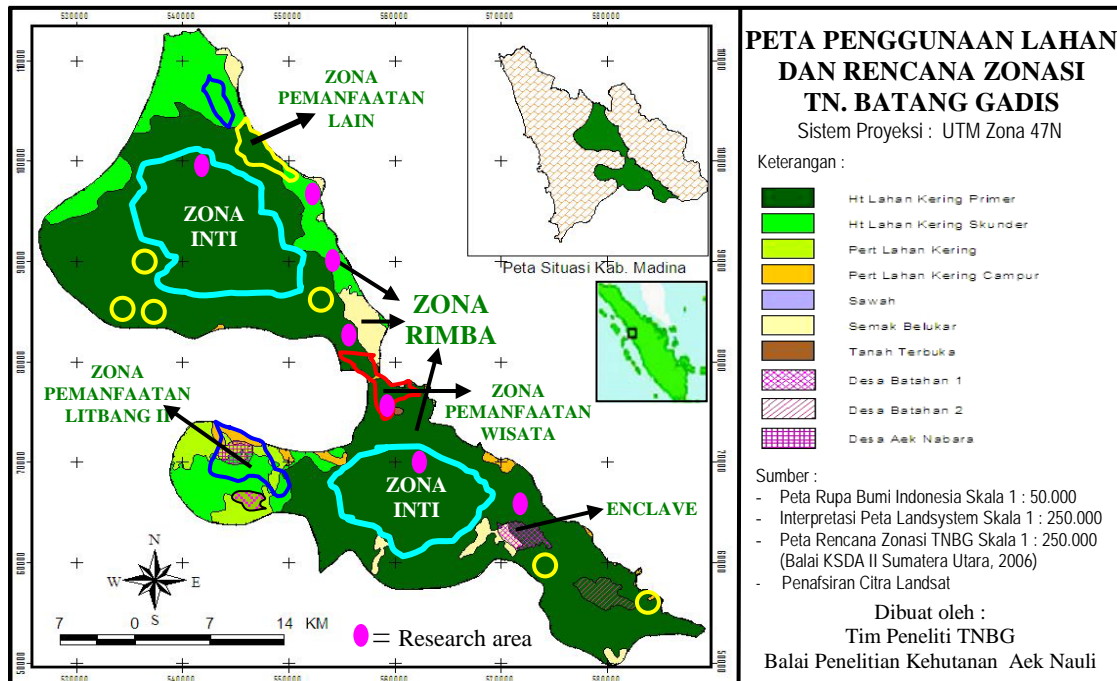 530000 540000 550000 560000 570000 580000
ZONA
PEMANFAATAN
LAIN
ZONA
INTI
Peta Situasi Kab. Madina
ZONA
RIMBA
ZONA
PEMANFAATAN
LITBANG II
ZONA
PEMANFAATAN
WISATA
ZONA
INTI
ENCLAVE
N
W E
S
7 0 7 14 KM
= Research area
530000 540000 550000 560000 570000 580000
PETA PENGGUNAAN LAHAN
DAN RENCANA ZONASI
TN. BATANG GADIS
Sistem Proyeksi : UTM Zona 47N
Keterangan :
Ht Lahan Kering Primer
Ht Lahan Kering Skunder
Pert Lahan Kering
Pert Lahan Kering Campur
Sawah
Semak Belukar
Tanah Terbuka
Desa Batahan 1
Desa Batahan 2
Desa Aek Nabara
Sumber :
- Peta Rupa Bumi Indonesia Skala 1 : 50.000
- Interpretasi Peta Landsystem Skala 1 : 250.000
- Peta Rencana Zonasi TNBG Skala 1 : 250.000
(Balai KSDA II Sumatera Utara, 2006)
- Penafsiran Citra Landsat
Dibuat oleh :
Tim Peneliti TNBG
Balai Penelitian Kehutanan Aek Nauli